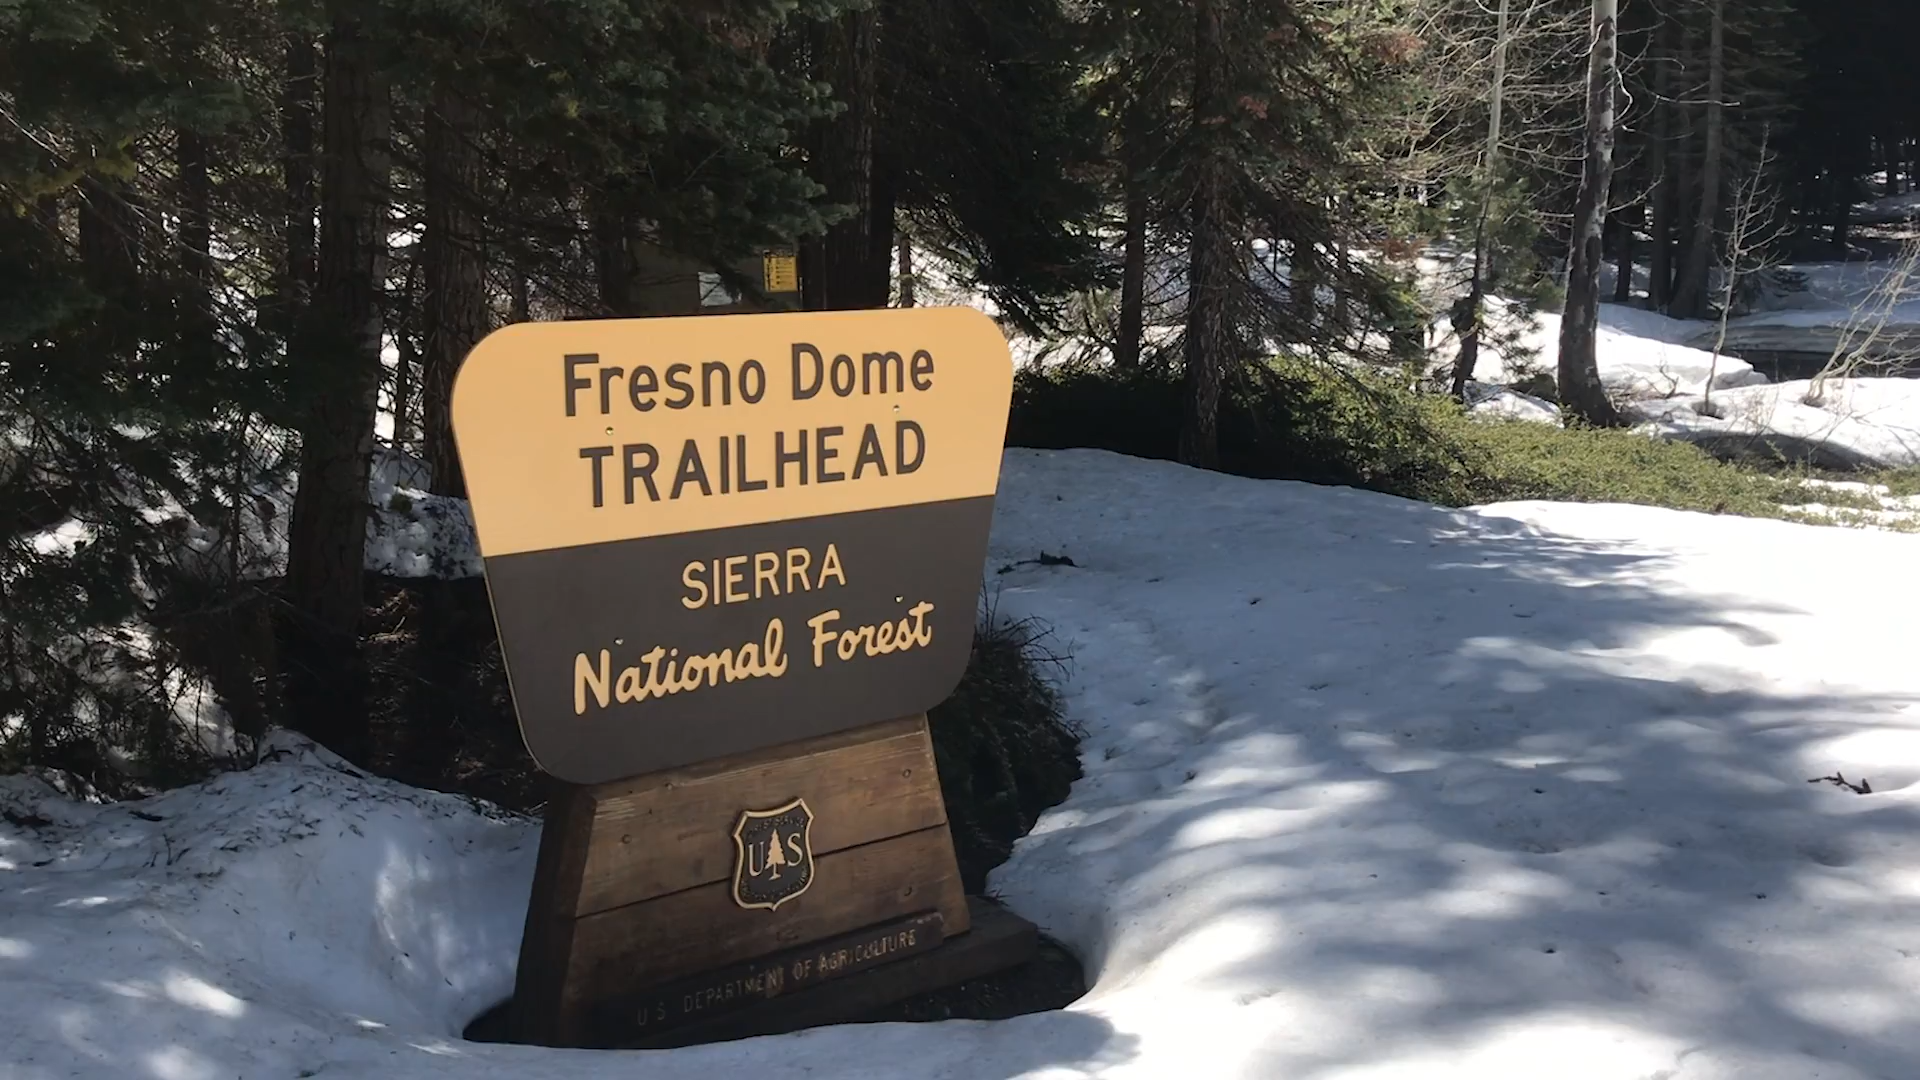 Fresno Dome
TRAILHEAD
SIERRA
National Forest
US
U S DEPARTMENT OF AGRICULTURE